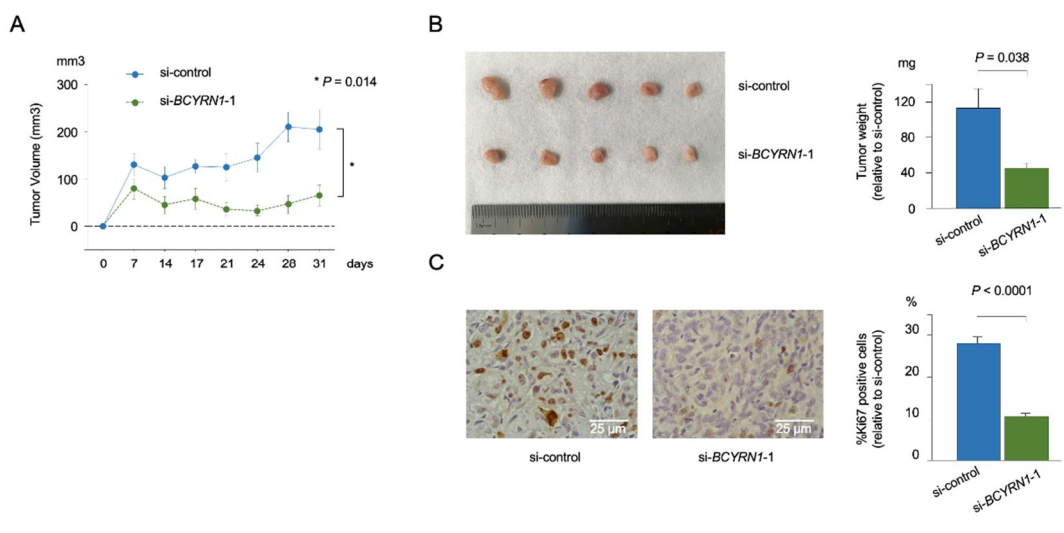 A
mm3
si-control
si-BCYRN1-1
* P = 0.014
300
200
100
0
Tumor Volume (mm3)
*
0 7 14 17 21 24 28 31 days
B
si-control
si-BCYRN1-1
mg
P = 0.038
120
80
40
0
Tumor weight
(relative to si-control)
si-control
si-BCYRN1-1
C
25 µm
25 µm
si-control
si-BCYRN1-1
%
P < 0.0001
30
20
10
0
%Ki67 positive cells
(relative to si-control)
si-control
si-BCYRN1-1